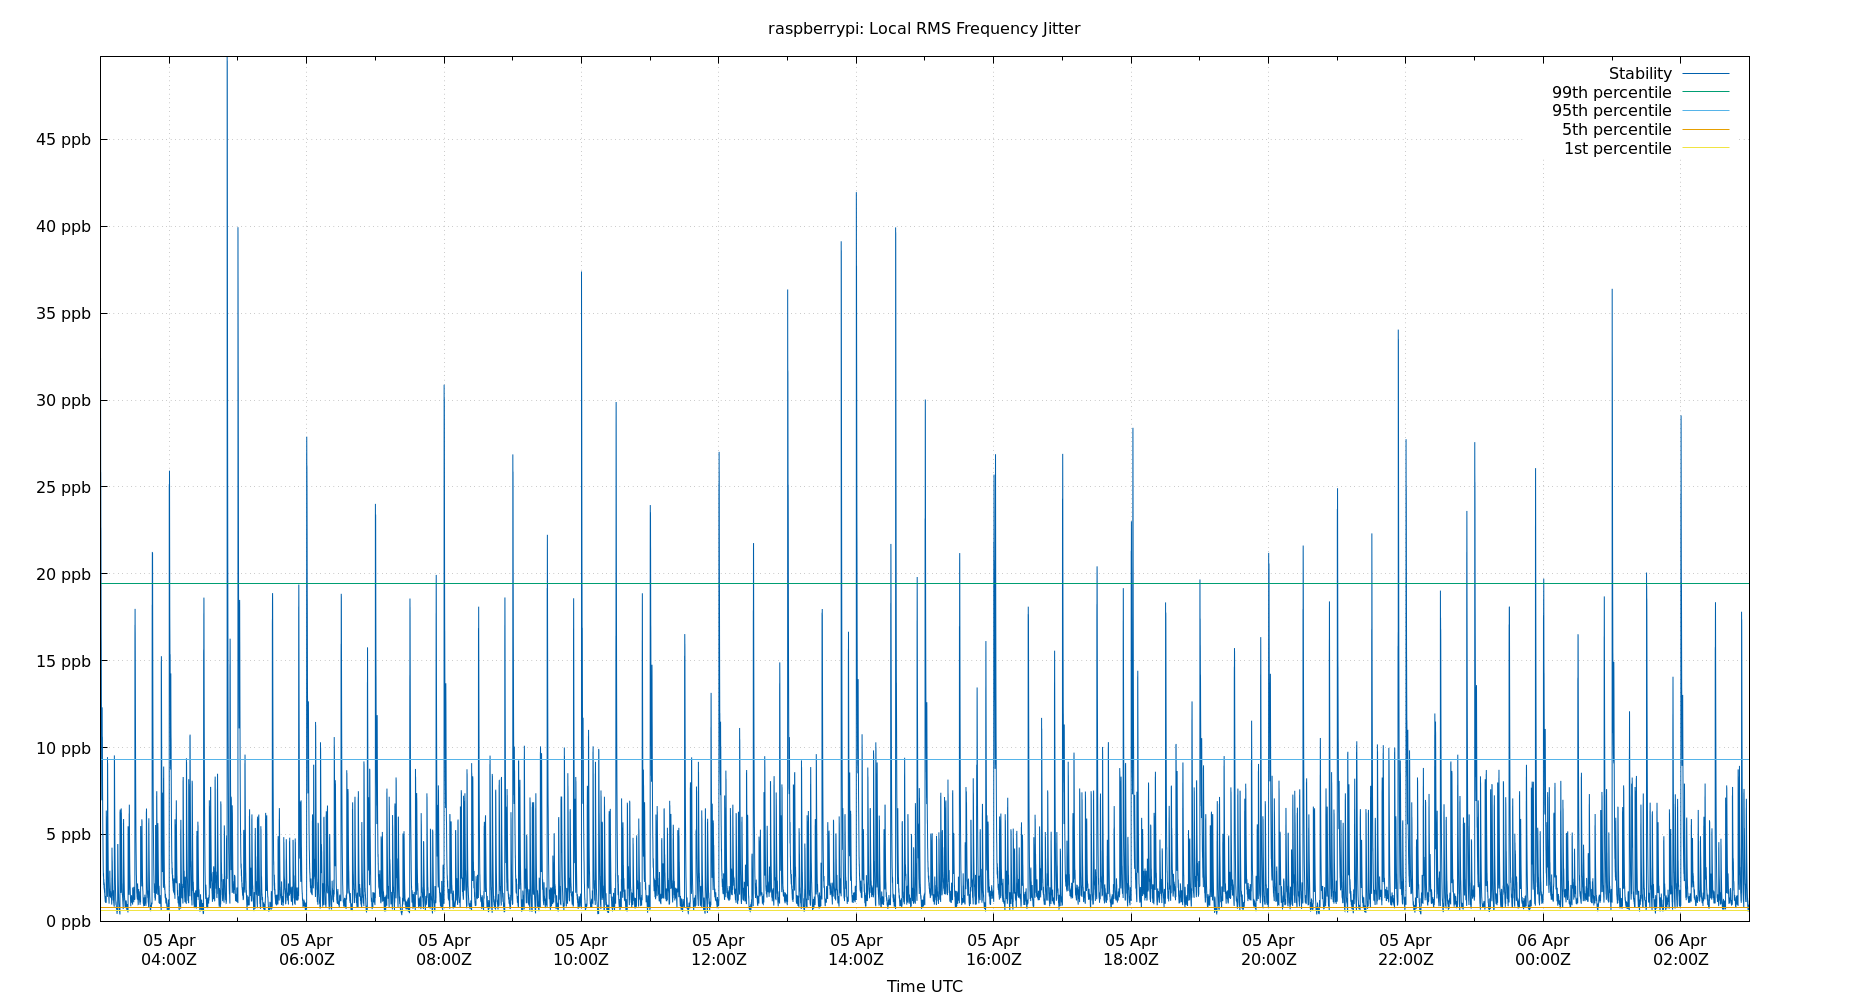 raspberrypi: Local RMS Frequency Jitter
Stability
99th percentile
95th percentile
5th percentile
1st percentile
45 ppb
40 ppb
35 ppb
30 ppb
25 ppb
20 ppb
15 ppb
10 ppb
5 ppb
0 ppb
05 Apr 05 Apr 05 Apr 05 Apr 05 Apr 05 Apr 05 Apr 05 Apr 05 Apr 05 Apr 06 Apr 06 Apr
04:00Z 06:00Z 08:00Z 10:00Z 12:00Z 14:00Z 16:00Z 18:00Z 20:00Z 22:00Z 00:00Z 02:00Z
Time UTC